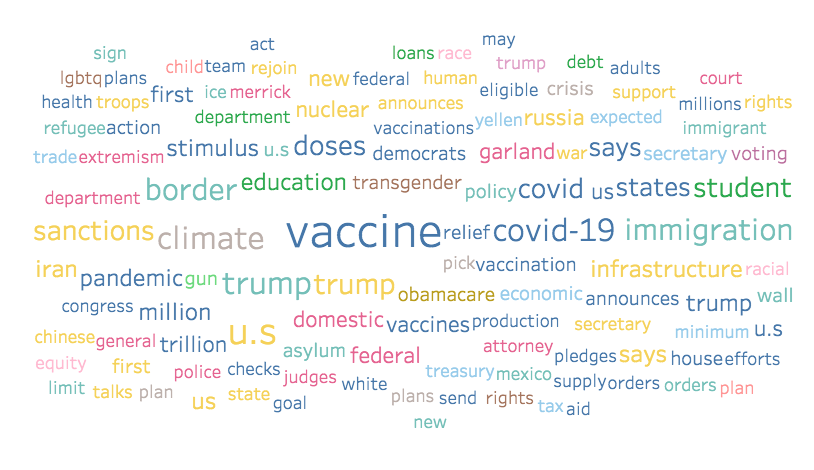 act may
sign loans race
trump debt
child team rejoin adults
lgbtq plans new federal human court
health troops first ice merrick eligible crisis support
nuclear announces millions rights
department yellen russia expected
refugee action vaccinations immigrant
stimulus u.s doses democrats garland war says secretary voting
trade extremism
department border education transgender policy covid us states student
sanctions climate vaccine relief covid-19 immigration
iran pandemic gun pick vaccination infrastructure racial
trump trump obamacare economic announces trump wall
congress million domestic vaccines production secretary minimum u.s
chinese general trillion u.s attorney
equity first asylum federal pledges says house efforts
police checks judges treasury mexico
limit talks plan state white supply orders orders plan
us goal plans send rights tax aid
new